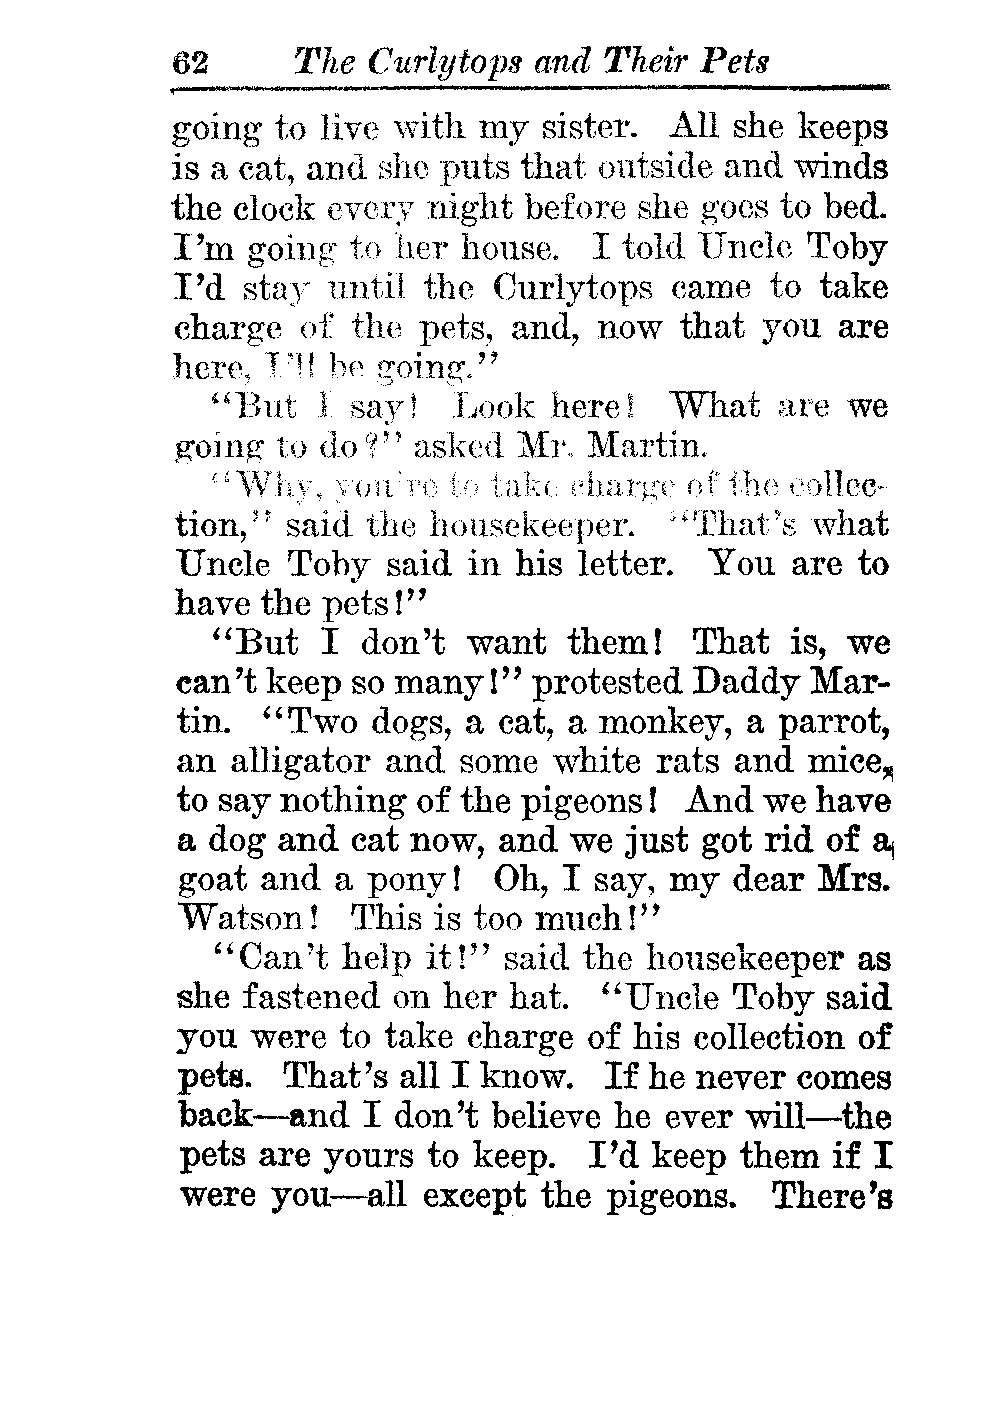 62 The Curlytops and Their Pets
going to live with my sister. All she keeps
is a cat, and she puts that outside and winds
the clock every night before she goes to bed.
I'm going to her house. I told Uncle Toby
I'd stay until the Curlytops came to take
charge of the pets, and, now that you are
here, I'll be going."
"But I say! Look here! What are we
going to do?" asked Mr. Martin.
"Why, you're to take charge of the collec-
tion," said the housekeeper. "That's what
Uncle Toby said in his letter. You are to
have the pets!"
"But I don't want them! That is, we
can't keep so many!" protested Daddy Mar-
tin. "Two dogs, a cat, a monkey, a parrot,
an alligator and some white rats and mice,
to say nothing of the pigeons! And we have
a dog and cat now, and we just got rid of a
goat and a pony! Oh, I say, my dear Mrs.
Watson! This is too much!"
"Can't help it!" said the housekeeper as
she fastened on her hat. "Uncle Toby said
you were to take charge of his collection of
pets. That's all I know. If he never comes
back—and I don't believe he ever will—the
pets are yours to keep. I'd keep them if I
were you—all except the pigeons. There's